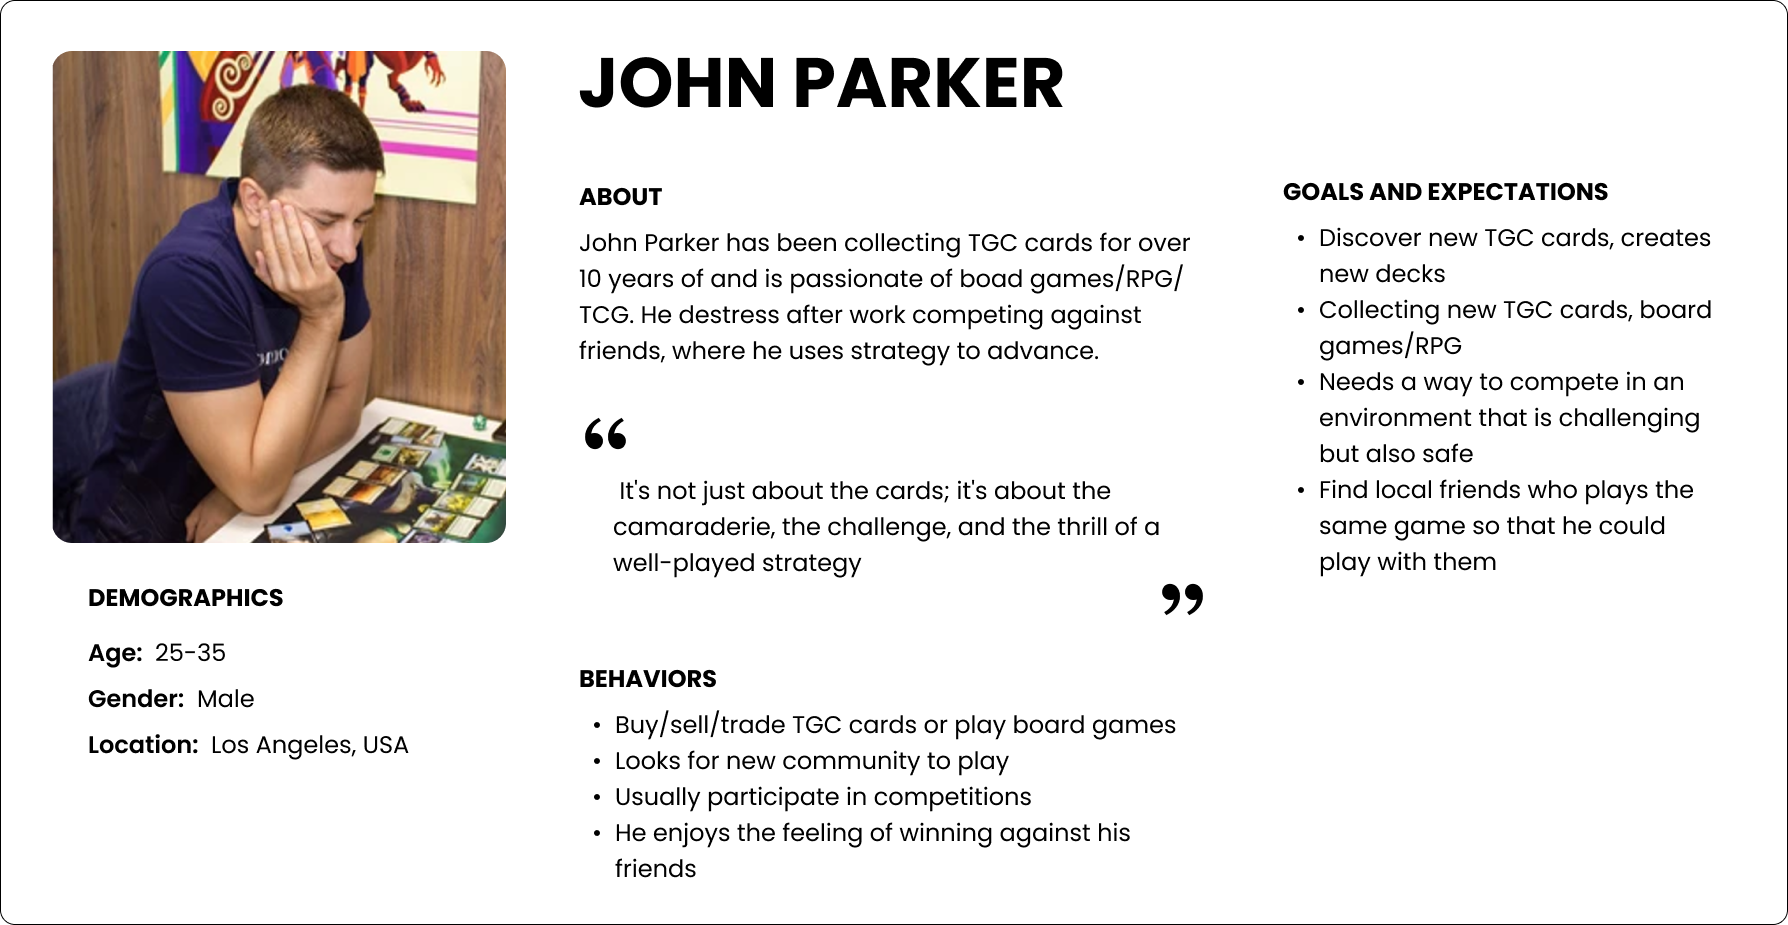 JOHN PARKER
ABOUT
John Parker has been collecting TGC cards for over
10 years of and is passionate of boad games/RPG/
TCG. He destress after work competing against
friends, where he uses strategy to advance.
“
It's not just about the cards; it's about the
camaraderie, the challenge, and the thrill of a
well-played strategy
”
BEHAVIORS
• Buy/sell/trade TGC cards or play board games
• Looks for new community to play
• Usually participate in competitions
• He enjoys the feeling of winning against his
friends
GOALS AND EXPECTATIONS
• Discover new TGC cards, creates
new decks
• Collecting new TGC cards, board
games/RPG
• Needs a way to compete in an
environment that is challenging
but also safe
• Find local friends who plays the
same game so that he could
play with them
DEMOGRAPHICS
Age: 25-35
Gender: Male
Location: Los Angeles, USA